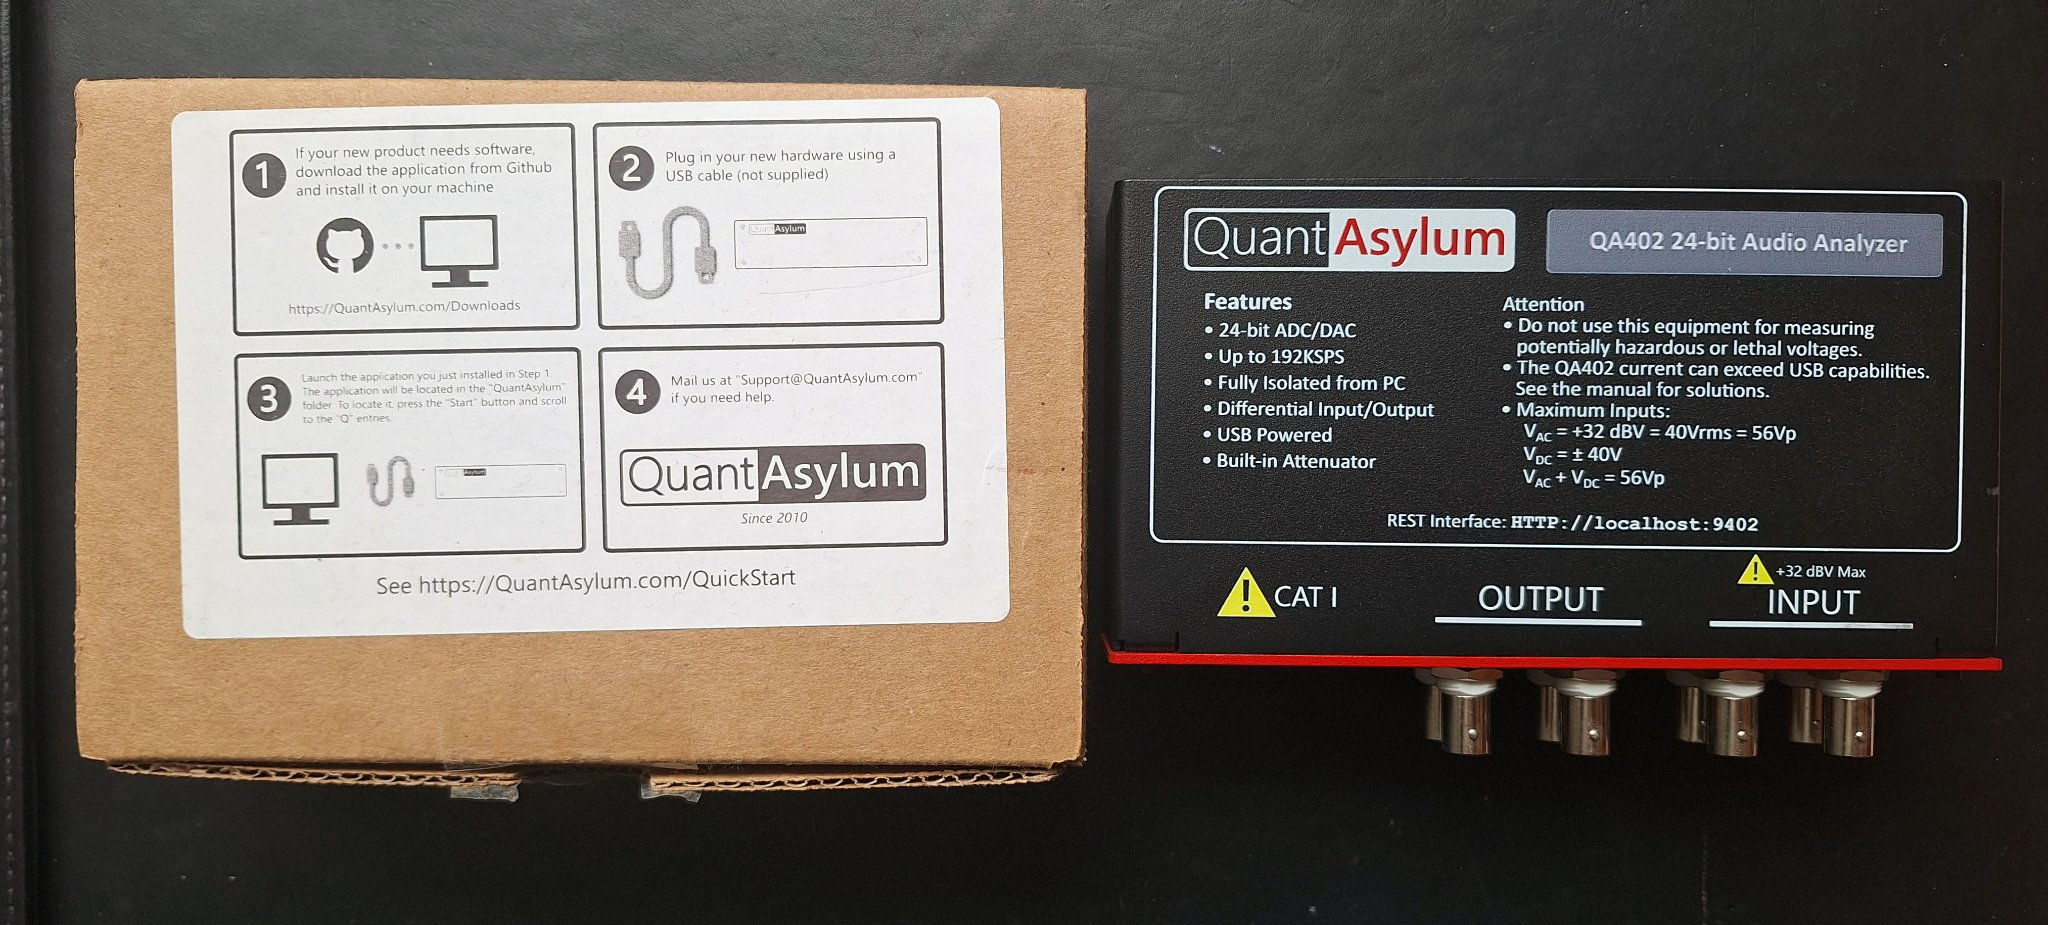 1
If your new product needs software,
download the application from Github
and install it on your machine
https://QuantAsylum.com/Downloads
2
Plug in your new hardware using a
USB cable (not supplied)
QuantAsylum
3
Launch the application you just installed in Step 1.
The application will be located in the "QuantAsylum"
folder. To locate it, press the "Start" button and scroll
to the "Q" entries.
Asylum
4
Mail us at "Support@QuantAsylum.com"
if you need help.
QuantAsylum
Since 2010
See https://QuantAsylum.com/QuickStart
QuantAsylum
QA402 24-bit Audio Analyzer
Features
• 24-bit ADC/DAC
• Up to 192KSPS
• Fully Isolated from PC
• Differential Input/Output
• USB Powered
• Built-in Attenuator
Attention
• Do not use this equipment for measuring
potentially hazardous or lethal voltages.
• The QA402 current can exceed USB capabilities.
See the manual for solutions.
• Maximum Inputs:
VAC = +32 dBV = 40Vrms = 56Vp
VDC = ± 40V
VAC + VDC = 56Vp
REST Interface: HTTP://localhost:9402
! CAT I
OUTPUT
! +32 dBV Max
INPUT